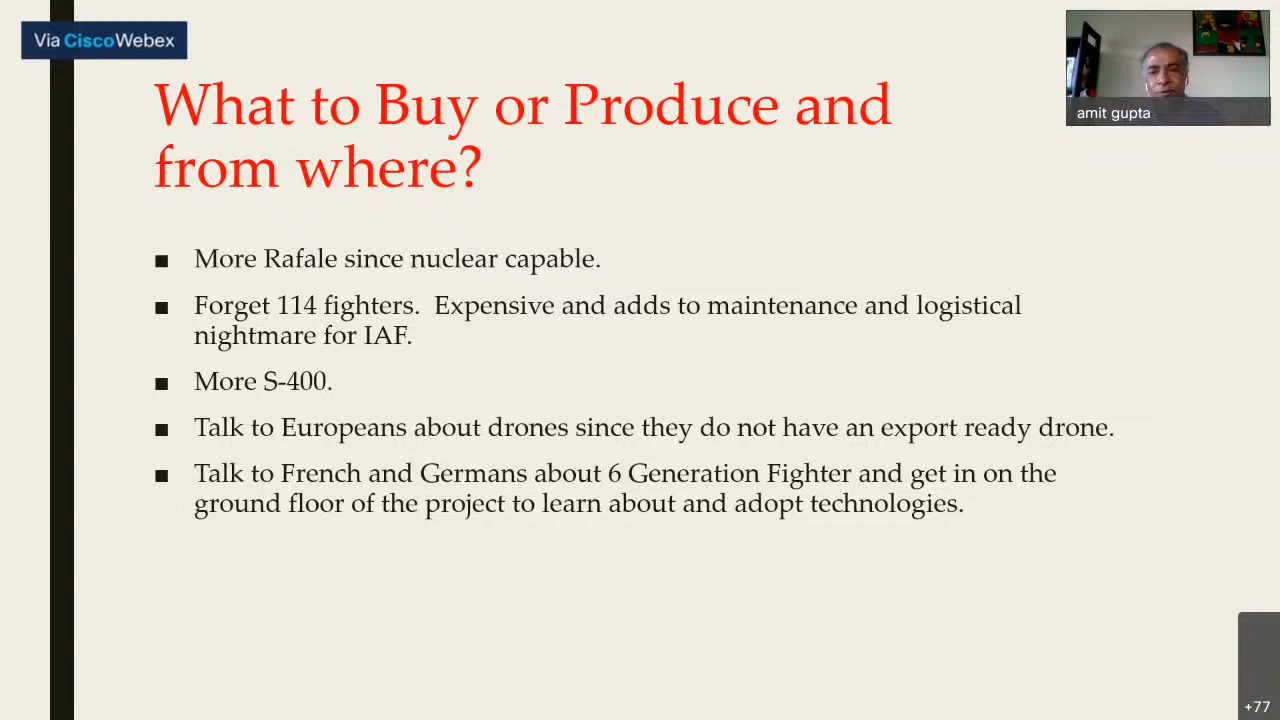 Via Cisco Webex
amit gupta
What to Buy or Produce and
from where?
■ More Rafale since nuclear capable.
■ Forget 114 fighters.  Expensive and adds to maintenance and logistical
nightmare for IAF.
■ More S-400.
■ Talk to Europeans about drones since they do not have an export ready drone.
■ Talk to French and Germans about 6 Generation Fighter and get in on the
ground floor of the project to learn about and adopt technologies.
+77